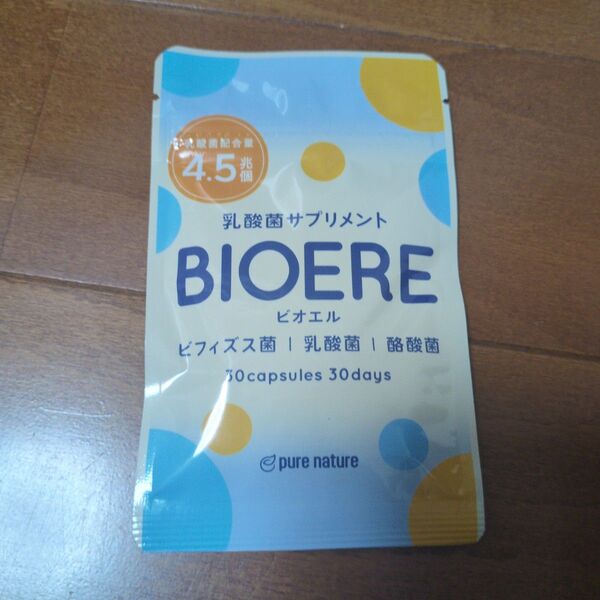 乳酸菌配合量
4.5兆個
乳酸菌サプリメント
BIOERE
ビオエル
ビフィズス菌 | 乳酸菌 | 酪酸菌
30capsules 30days
pure nature